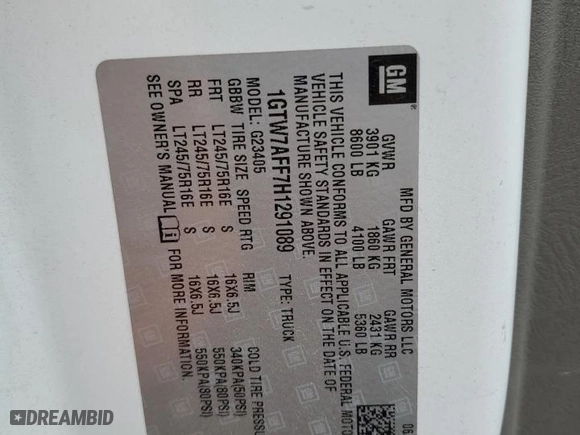 GM
MFD BY GENERAL MOTORS LLC
06
GVWR GAWR FRT GAWR RR
3901 KG 1860 KG 2431 KG
8600 LB 4100 LB 5360 LB
THIS VEHICLE CONFORMS TO ALL APPLICABLE U.S. FEDERAL MOTO
VEHICLE SAFETY STANDARDS IN EFFECT ON THE DATE OF
MANUFACTURE SHOWN ABOVE.
1GTW7AFF7H1291089 TYPE: TRUCK
MODEL: G23405
GBBW TIRE SIZE SPEED RTG RIM COLD TIRE PRESSU
FRT LT245/75R16E S 16X6.5J 340KPA(50PSI)
RR LT245/75R16E S 16X6.5J 550KPA(80PSI)
SPA LT245/75R16E S 16X6.5J 550KPA(80PSI)
SEE OWNER'S MANUAL FOR MORE INFORMATION.
DREAMBID